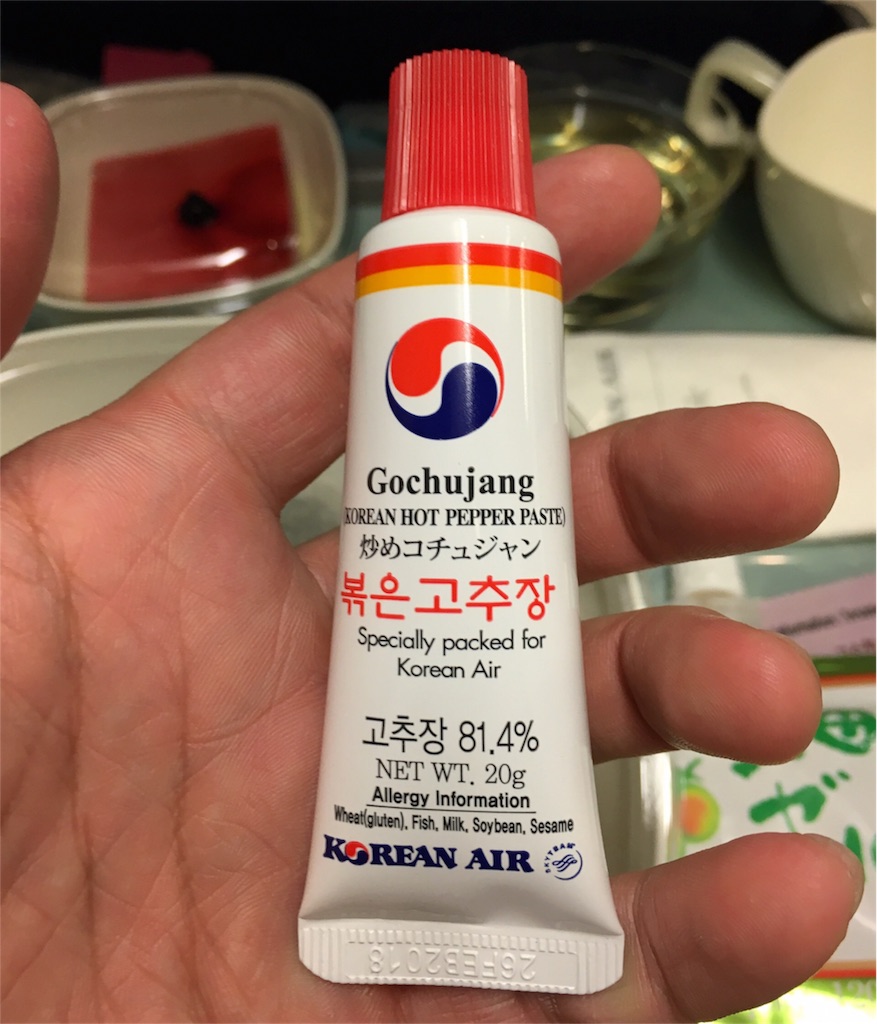 Gochujang
(KOREAN HOT PEPPER PASTE)
炒めコチュジャン
볶은고추장
Specially packed for
Korean Air
고추장 81.4%
NET WT. 20g
Allergy Information
Wheat(gluten), Fish, Milk, Soybean, Sesame
KOREAN AIR
SKYTEAM
26FEB2018